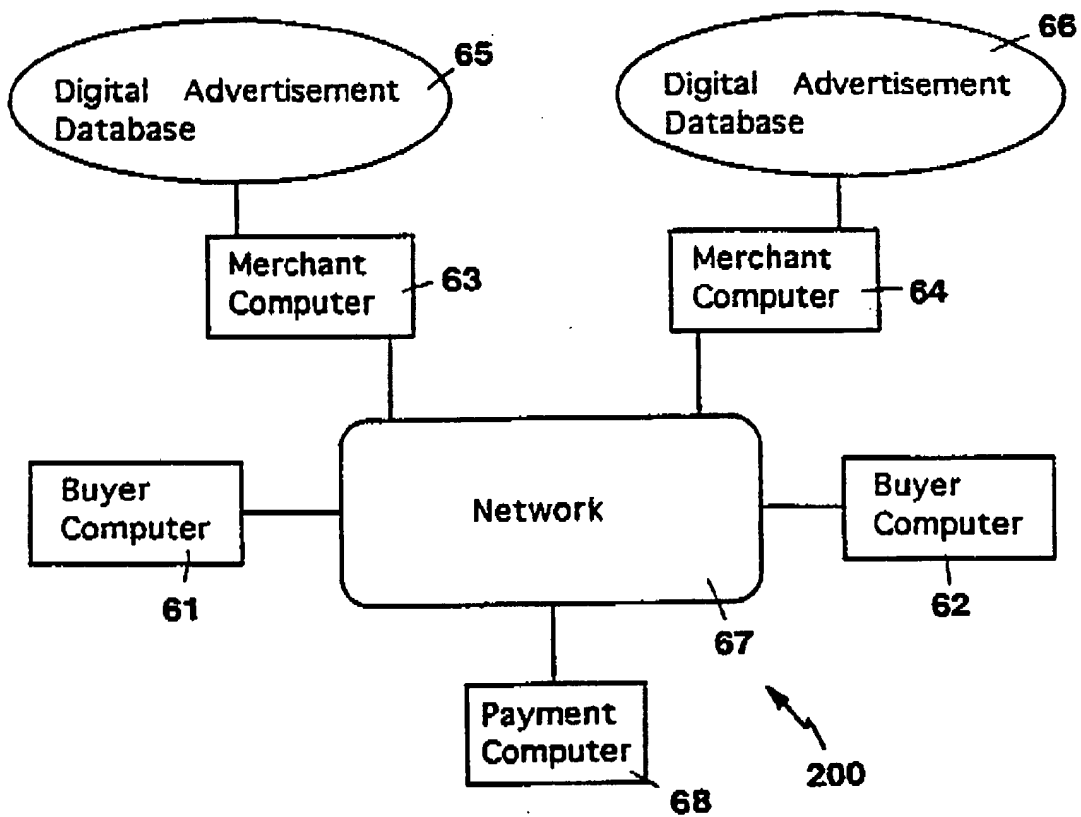 65
66
Digital Advertisement
Database
Digital Advertisement
Database
Merchant
Computer
63
Merchant
Computer
64
Buyer
Computer
61
Network
67
Buyer
Computer
62
Payment
Computer
68
200